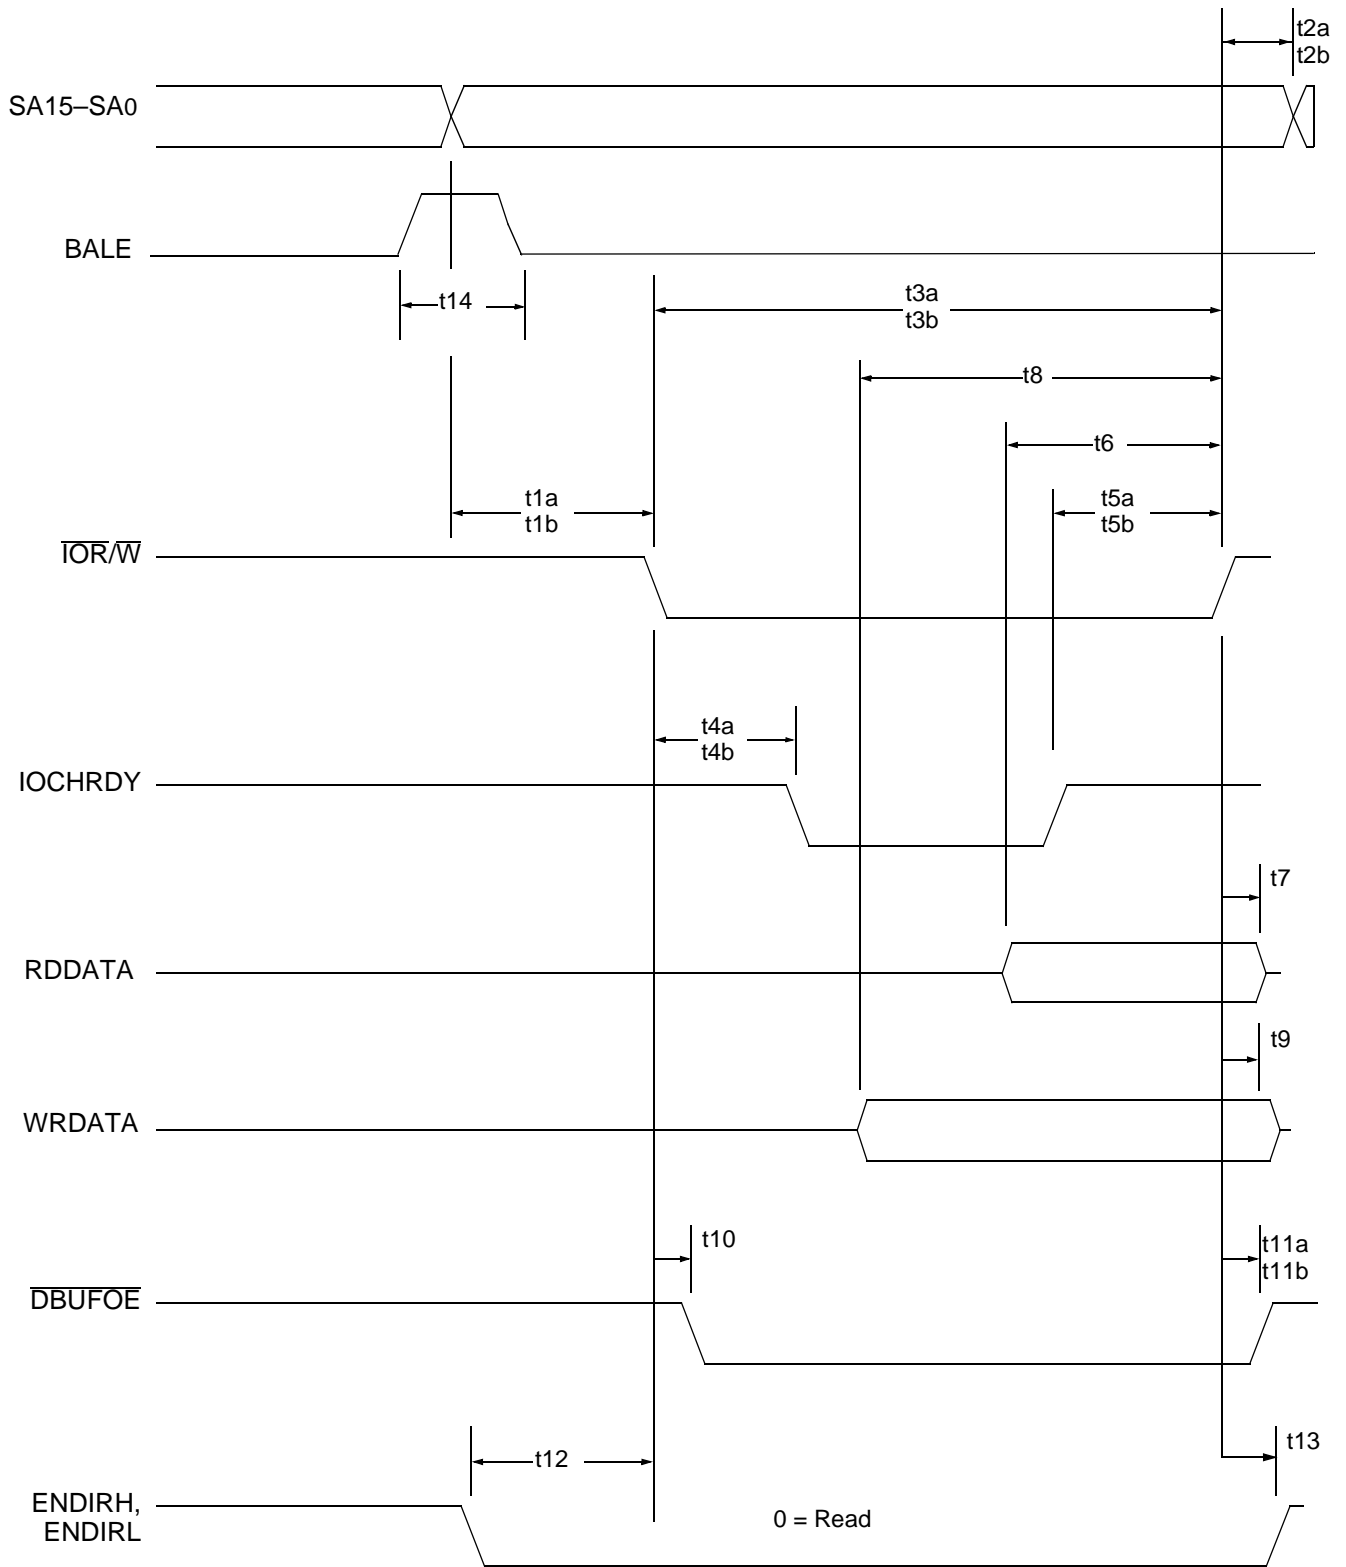 t2a
t2b
SA15–SA0
BALE
t14
t3a
t3b
t8
t6
t1a
t1b
t5a
t5b
IOR/W
t4a
t4b
IOCHRDY
t7
RDDATA
t9
WRDATA
t10
t11a
t11b
DBUFOE
t12
t13
ENDIRH,
ENDIRL
0 = Read